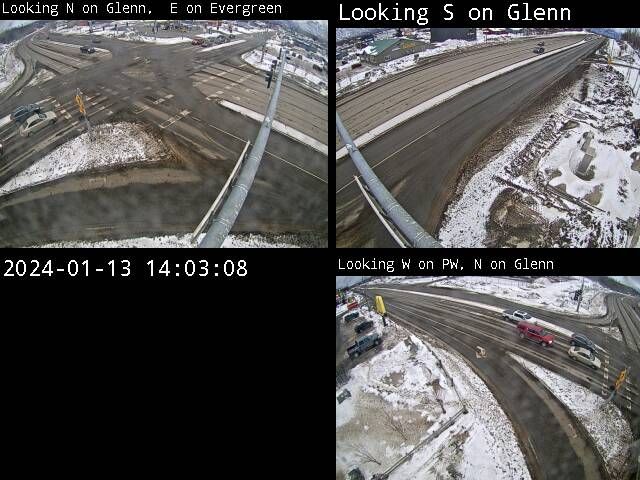 Looking N on Glenn,  E on Evergreen
Looking S on Glenn
2024-01-13 14:03:08
Looking W on PW, N on Glenn